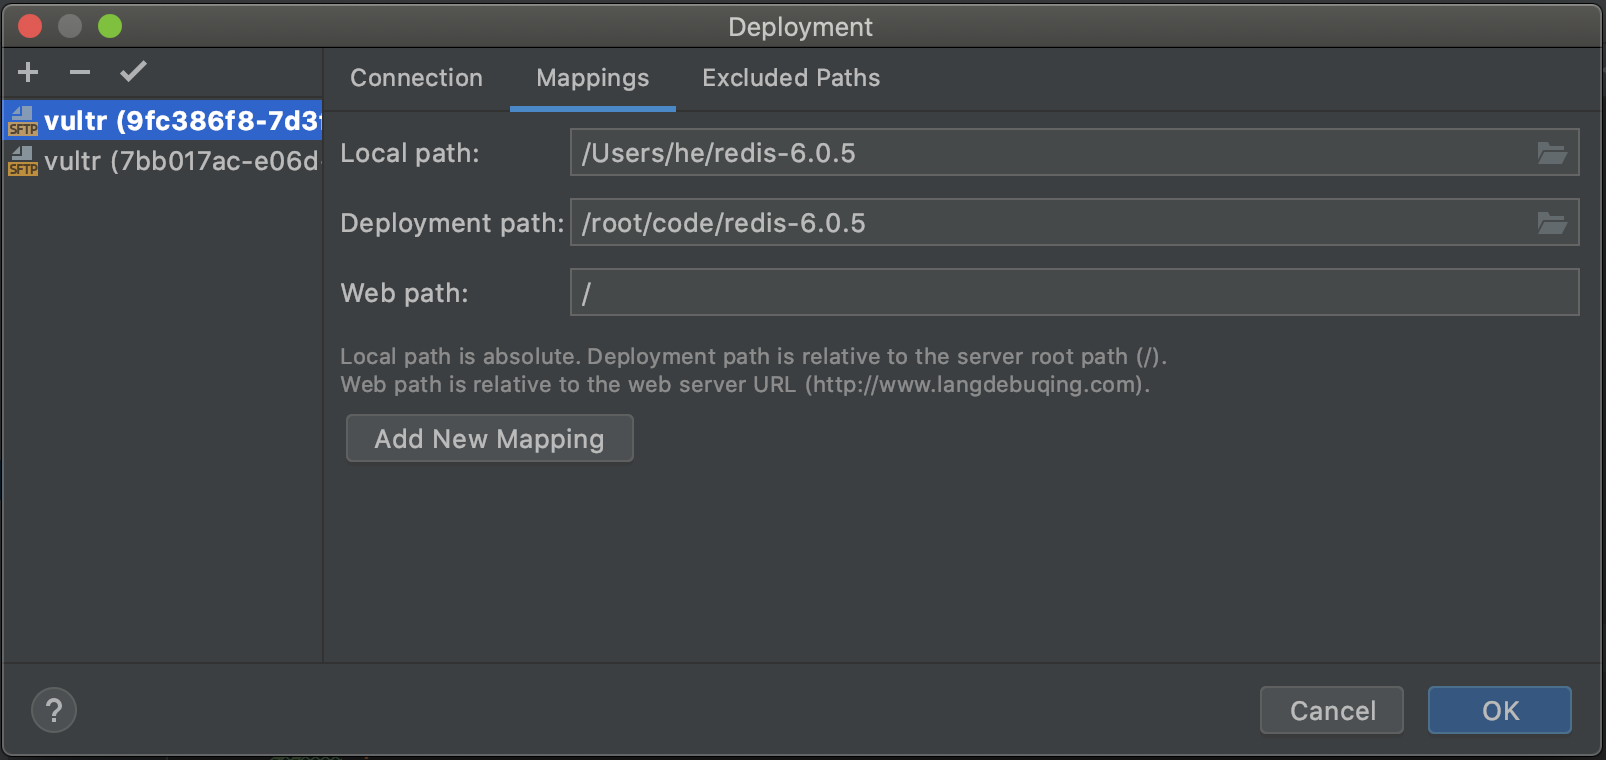 Deployment
Connection Mappings Excluded Paths
SFTP vultr (9fc386f8-7d3
SFTP vultr (7bb017ac-e06d
Local path: /Users/he/redis-6.0.5
Deployment path: /root/code/redis-6.0.5
Web path: /
Local path is absolute. Deployment path is relative to the server root path (/).
Web path is relative to the web server URL (http://www.langdebuqing.com).
Add New Mapping
? Cancel OK